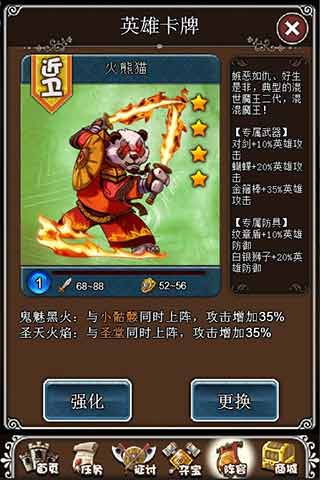 英雄卡牌
近卫
火熊猫
嫉恶如仇、好生
是非，典型的混
世魔王二代，混
混魔王！
【专属武器】
对剑+10%英雄攻
击
蝴蝶+20%英雄攻
击
金箍棒+35%英雄
攻击
【专属防具】
纹章盾+10%英雄
防御
白银狮子+20%英
雄防御
1
68~88
52~56
鬼魅黑火：与小骷髅同时上阵，攻击增加35%
圣天火焰：与圣堂同时上阵，攻击增加35%
强化
更换
首页
任务
征讨
夺宝
阵容
商城